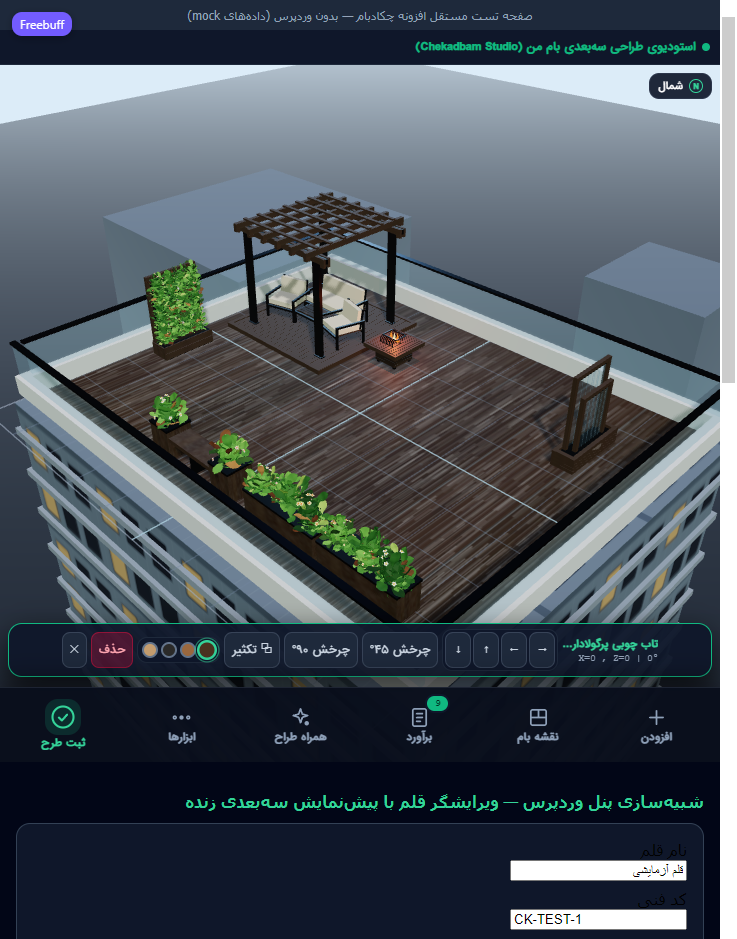 صفحه تست مستقل افزونه چکادبام — بدون وردپرس (داده‌های mock)
Freebuff
استودیوی طراحی سه‌بعدی بام من (Chekadbam Studio)
شمال N
تاب چوبی پرگولادار...
X=0 , Z=0 | 0°
→ ← ↑ ↓ چرخش ۴۵° چرخش ۹۰° تکثیر حذف ×
افزودن
نقشه بام
برآورد 9
همراه طراح
ابزارها
ثبت طرح
شبیه‌سازی پنل وردپرس — ویرایشگر قلم با پیش‌نمایش سه‌بعدی زنده
نام قلم
قلم آزمایشی
کد فنی
CK-TEST-1